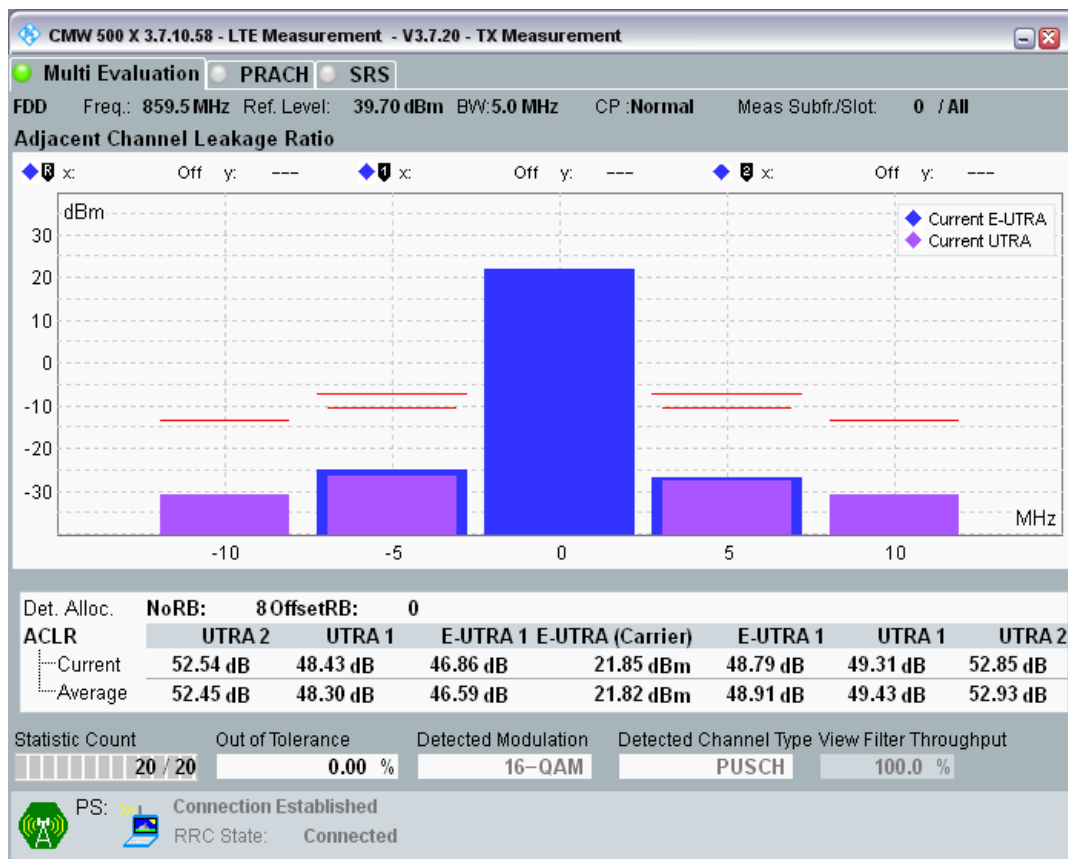 CMW 500 X 3.7.10.58 - LTE Measurement - V3.7.20 - TX Measurement
Multi Evaluation PRACH SRS
FDD Freq.: 859.5 MHz Ref. Level: 39.70 dBm BW:5.0 MHz CP :Normal Meas Subfr./Slot: 0 / All
Adjacent Channel Leakage Ratio
R x: Off y: --- 1 x: Off y: --- 2 x: Off y: ---
dBm
Current E-UTRA
Current UTRA
30
20
10
0
-10
-20
-30
MHz
-10 -5 0 5 10
Det. Alloc. NoRB: 8 OffsetRB: 0
ACLR UTRA 2 UTRA 1 E-UTRA 1 E-UTRA (Carrier) E-UTRA 1 UTRA 1 UTRA 2
Current 52.54 dB 48.43 dB 46.86 dB 21.85 dBm 48.79 dB 49.31 dB 52.85 dB
Average 52.45 dB 48.30 dB 46.59 dB 21.82 dBm 48.91 dB 49.43 dB 52.93 dB
Statistic Count Out of Tolerance Detected Modulation Detected Channel Type View Filter Throughput
20 / 20 0.00 % 16-QAM PUSCH 100.0 %
PS: Connection Established
RRC State: Connected